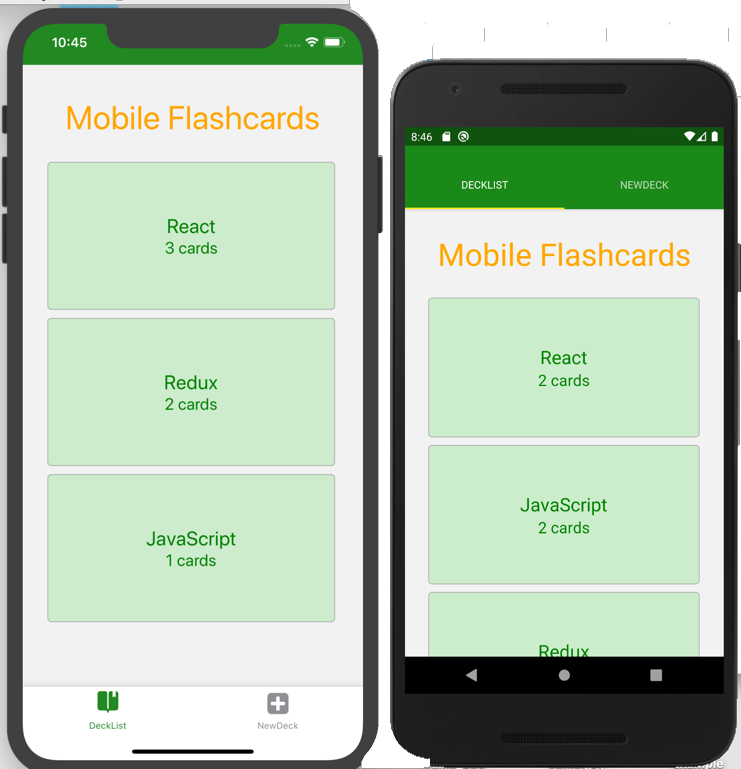 10:45
Mobile Flashcards
React
3 cards
Redux
2 cards
JavaScript
1 cards
DeckList
NewDeck
8:46
DECKLIST
NEWDECK
Mobile Flashcards
React
2 cards
JavaScript
2 cards
Redux